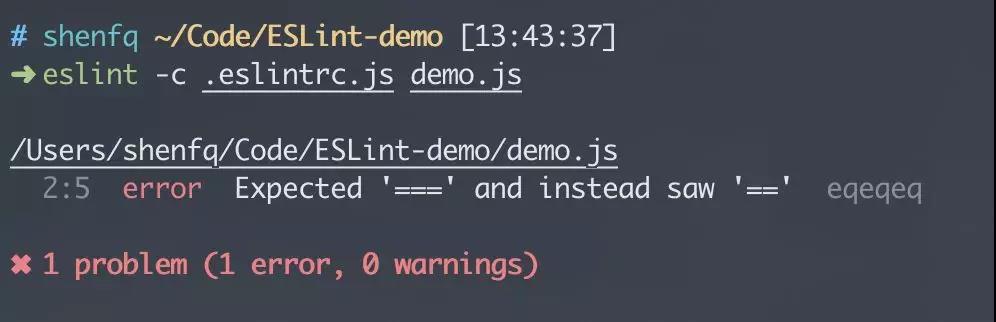 # shenfq ~/Code/ESLint-demo [13:43:37]
➜ eslint -c .eslintrc.js demo.js
/Users/shenfq/Code/ESLint-demo/demo.js
2:5 error Expected '===' and instead saw '==' eqeqeq
✖ 1 problem (1 error, 0 warnings)